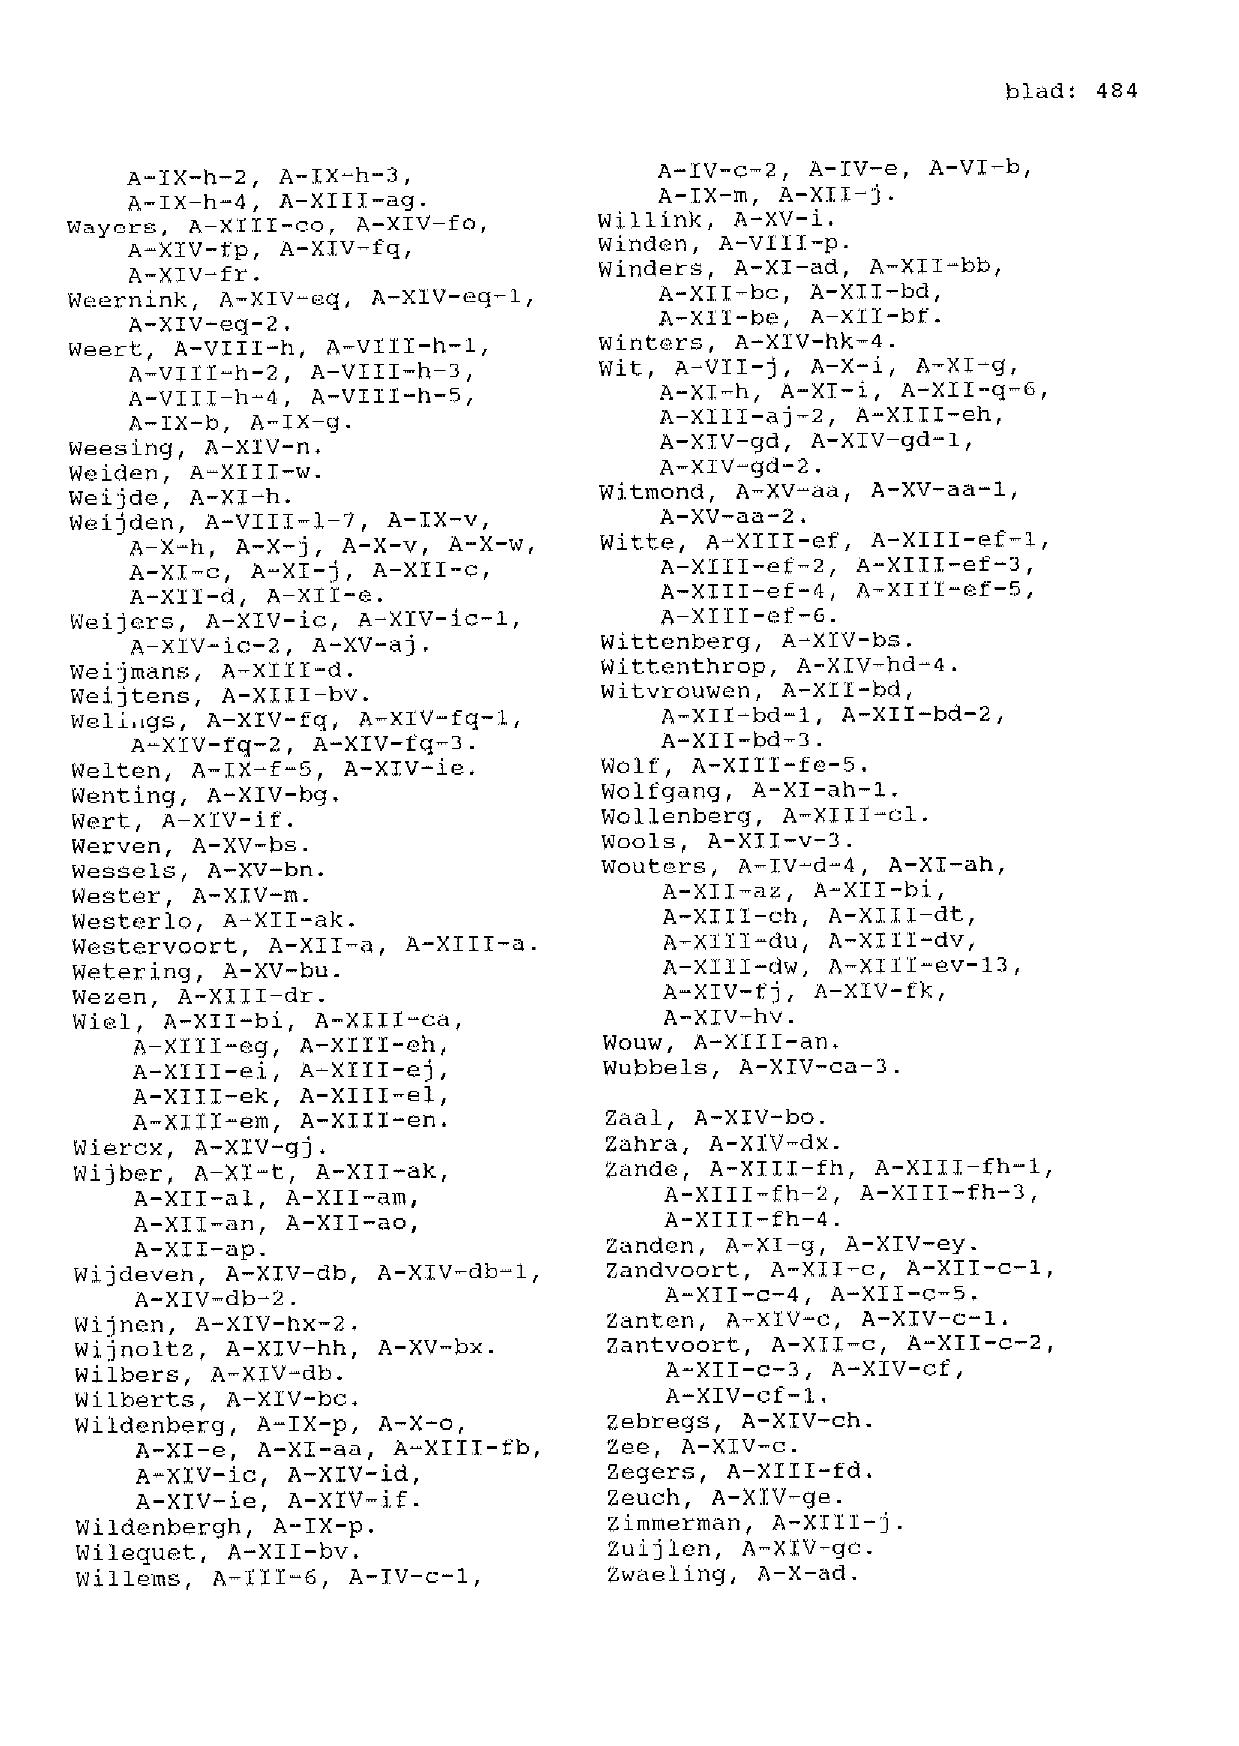 blad: 484
A-IX-h-2, A-IX-h-3,
A-IX-h-4, A-XIII-ag.
Wayers, A-XIII-co, A-XIV-fo,
A-XIV-fp, A-XIV-fq,
A-XIV-fr.
Weernink, A-XIV-eq, A-XIV-eq-1,
A-XIV-eq-2.
Weert, A-VIII-h, A-VIII-h-1,
A-VIII-h-2, A-VIII-h-3,
A-VIII-h-4, A-VIII-h-5,
A-IX-b, A-IX-g.
Weesing, A-XIV-n.
Weiden, A-XIII-w.
Weijde, A-XI-h.
Weijden, A-VIII-l-7, A-IX-v,
A-X-h, A-X-j, A-X-v, A-X-w,
A-XI-c, A-XI-j, A-XII-c,
A-XII-d, A-XII-e.
Weijers, A-XIV-ic, A-XIV-ic-1,
A-XIV-ic-2, A-XV-aj.
Weijmans, A-XIII-d.
Weijtens, A-XIII-bv.
Welings, A-XIV-fq, A-XIV-fq-1,
A-XIV-fq-2, A-XIV-fq-3.
Welten, A-IX-f-5, A-XIV-ie.
Wenting, A-XIV-bg.
Wert, A-XIV-if.
Werven, A-XV-bs.
Wessels, A-XV-bn.
Wester, A-XIV-m.
Westerlo, A-XII-ak.
Westervoort, A-XII-a, A-XIII-a.
Wetering, A-XV-bu.
Wezen, A-XIII-dr.
Wiel, A-XII-bi, A-XIII-ca,
A-XIII-eg, A-XIII-eh,
A-XIII-ei, A-XIII-ej,
A-XIII-ek, A-XIII-el,
A-XIII-em, A-XIII-en.
Wiercx, A-XIV-gj.
Wijber, A-XI-t, A-XII-ak,
A-XII-al, A-XII-am,
A-XII-an, A-XII-ao,
A-XII-ap.
Wijdeven, A-XIV-db, A-XIV-db-1,
A-XIV-db-2.
Wijnen, A-XIV-hx-2.
Wijnoltz, A-XIV-hh, A-XV-bx.
Wilbers, A-XIV-db.
Wilberts, A-XIV-bc.
Wildenberg, A-IX-p, A-X-o,
A-XI-e, A-XI-aa, A-XIII-fb,
A-XIV-ic, A-XIV-id,
A-XIV-ie, A-XIV-if.
Wildenbergh, A-IX-p.
Wilequet, A-XII-bv.
Willems, A-III-6, A-IV-c-1,
A-IV-c-2, A-IV-e, A-VI-b,
A-IX-m, A-XII-j.
Willink, A-XV-i.
Winden, A-VIII-p.
Winders, A-XI-ad, A-XII-bb,
A-XII-bc, A-XII-bd,
A-XII-be, A-XII-bf.
Winters, A-XIV-hk-4.
Wit, A-VII-j, A-X-i, A-XI-g,
A-XI-h, A-XI-i, A-XII-q-6,
A-XIII-aj-2, A-XIII-eh,
A-XIV-gd, A-XIV-gd-1,
A-XIV-gd-2.
Witmond, A-XV-aa, A-XV-aa-1,
A-XV-aa-2.
Witte, A-XIII-ef, A-XIII-ef-1,
A-XIII-ef-2, A-XIII-ef-3,
A-XIII-ef-4, A-XIII-ef-5,
A-XIII-ef-6.
Wittenberg, A-XIV-bs.
Wittenthrop, A-XIV-hd-4.
Witvrouwen, A-XII-bd,
A-XII-bd-1, A-XII-bd-2,
A-XII-bd-3.
Wolf, A-XIII-fe-5.
Wolfgang, A-XI-ah-1.
Wollenberg, A-XIII-cl.
Wools, A-XII-v-3.
Wouters, A-IV-d-4, A-XI-ah,
A-XII-az, A-XII-bi,
A-XIII-ch, A-XIII-dt,
A-XIII-du, A-XIII-dv,
A-XIII-dw, A-XIII-ev-13,
A-XIV-fj, A-XIV-fk,
A-XIV-hv.
Wouw, A-XIII-an.
Wubbels, A-XIV-ca-3.
Zaal, A-XIV-bo.
Zahra, A-XIV-dx.
Zande, A-XIII-fh, A-XIII-fh-1,
A-XIII-fh-2, A-XIII-fh-3,
A-XIII-fh-4.
Zanden, A-XI-g, A-XIV-ey.
Zandvoort, A-XII-c, A-XII-c-1,
A-XII-c-4, A-XII-c-5.
Zanten, A-XIV-c, A-XIV-c-1.
Zantvoort, A-XII-c, A-XII-c-2,
A-XII-c-3, A-XIV-cf,
A-XIV-cf-1.
Zebregs, A-XIV-ch.
Zee, A-XIV-c.
Zegers, A-XIII-fd.
Zeuch, A-XIV-ge.
Zimmerman, A-XIII-j.
Zuijlen, A-XIV-gc.
Zwaeling, A-X-ad.